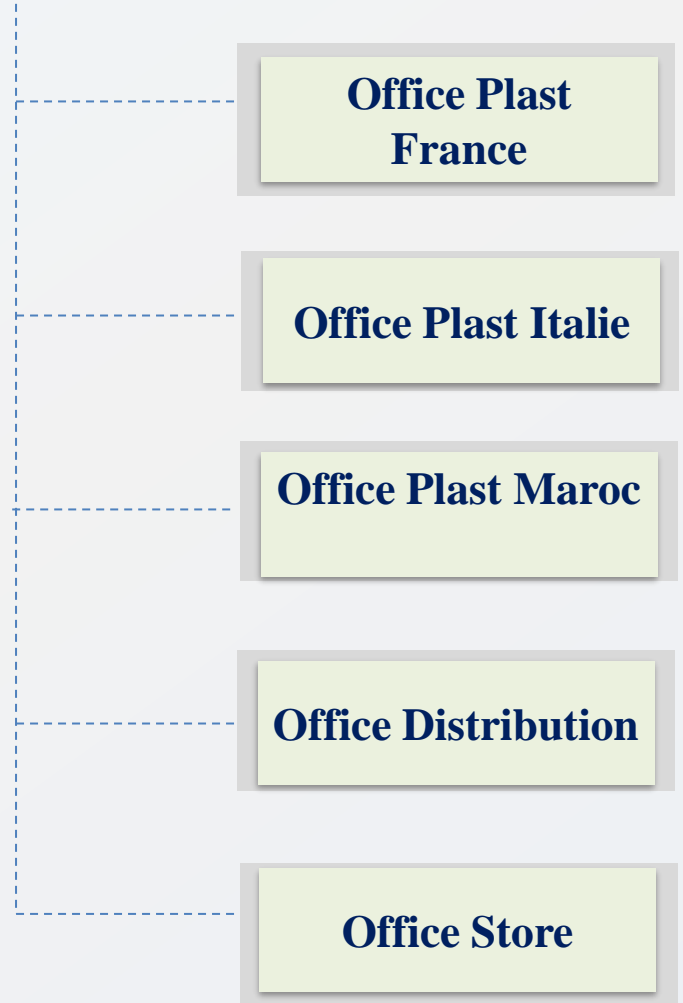 Office Plast
France
Office Plast Italie
Office Plast Maroc
Office Distribution
Office Store